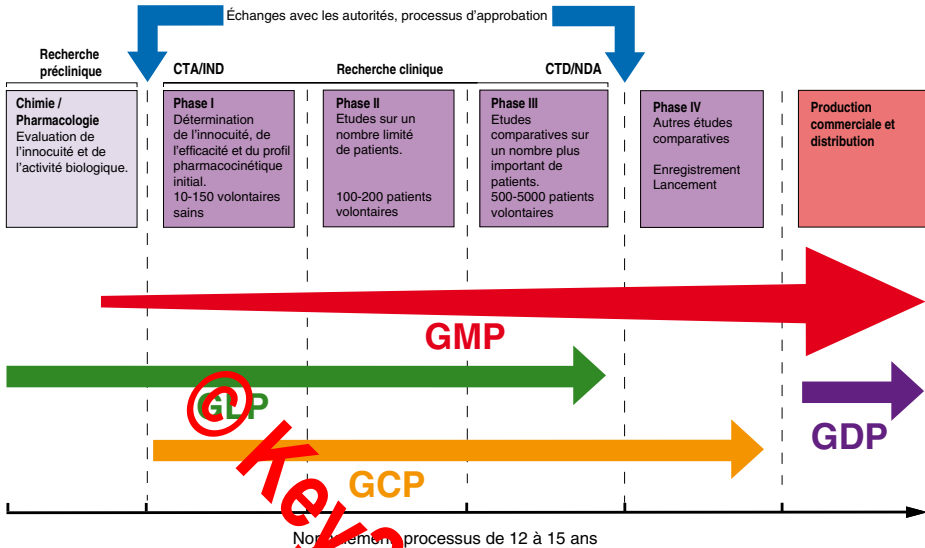 Échanges avec les autorités, processus d'approbation
Recherche
préclinique
CTA/IND
Recherche clinique
CTD/NDA
Chimie /
Pharmacologie
Evaluation de
l'innocuité et de
l'activité biologique.
Phase I
Détermination
de l'innocuité, de
l'efficacité et du profil
pharmacocinétique
initial.
10-150 volontaires
sains
Phase II
Etudes sur un
nombre limité
de patients.
100-200 patients
volontaires
Phase III
Etudes
comparatives sur
un nombre plus
important de
patients.
500-5000 patients
volontaires
Phase IV
Autres études
comparatives
Enregistrement
Lancement
Production
commerciale et
distribution
GMP
GLP
GDP
GCP
© Key
processus de 12 à 15 ans